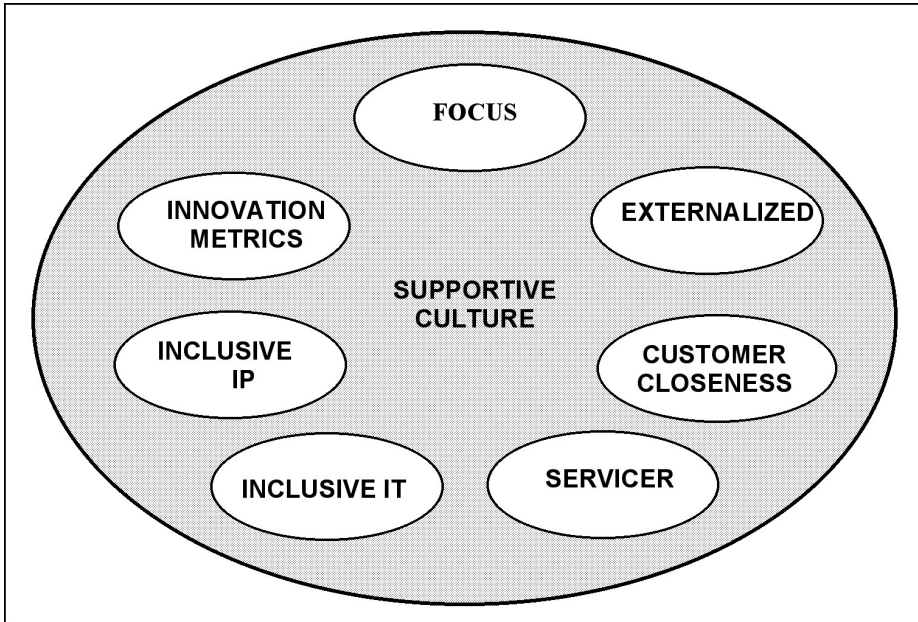 FOCUS
INNOVATION
METRICS
EXTERNALIZED
SUPPORTIVE
CULTURE
INCLUSIVE
IP
CUSTOMER
CLOSENESS
INCLUSIVE IT
SERVICER